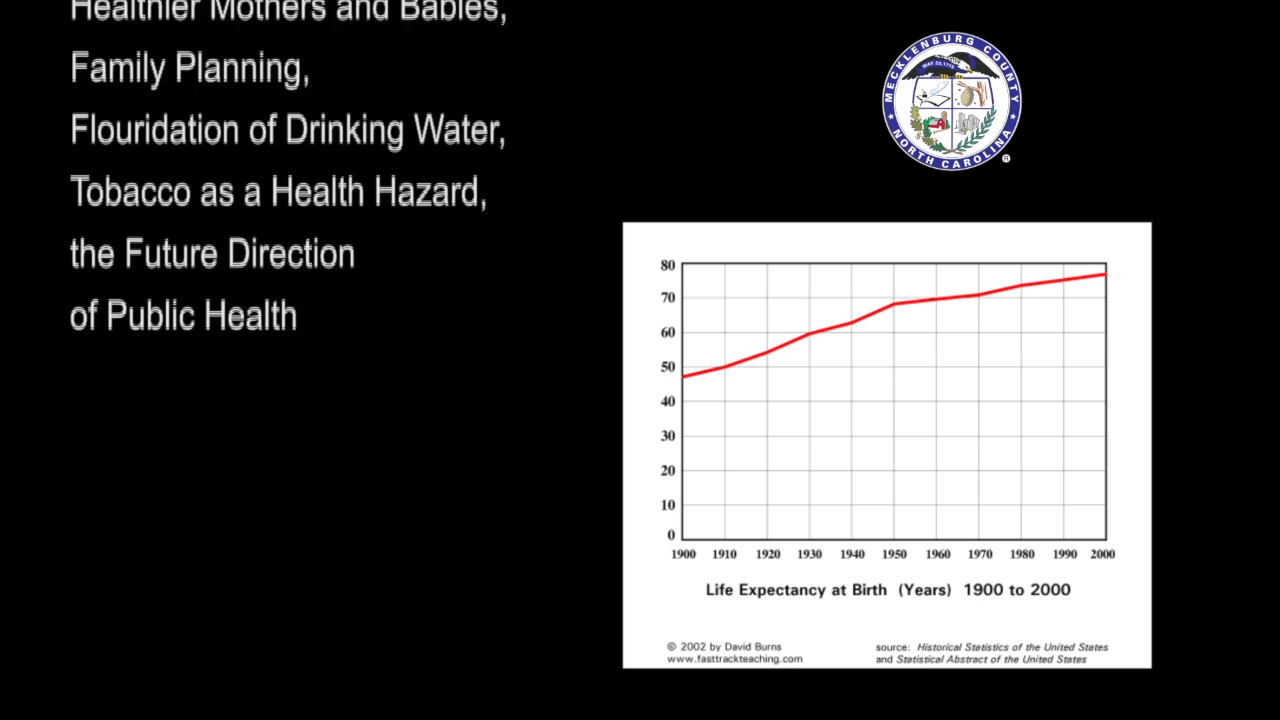 Healthier Mothers and Babies,
Family Planning,
Flouridation of Drinking Water,
Tobacco as a Health Hazard,
the Future Direction
of Public Health
MECKLENBURG COUNTY
MAY 20, 1775
★ NORTH CAROLINA ★
®
80
70
60
50
40
30
20
10
0
1900 1910 1920 1930 1940 1950 1960 1970 1980 1990 2000
Life Expectancy at Birth (Years) 1900 to 2000
© 2002 by David Burns
www.fasttrackteaching.com
source: Historical Statistics of the United States
and Statistical Abstract of the United States